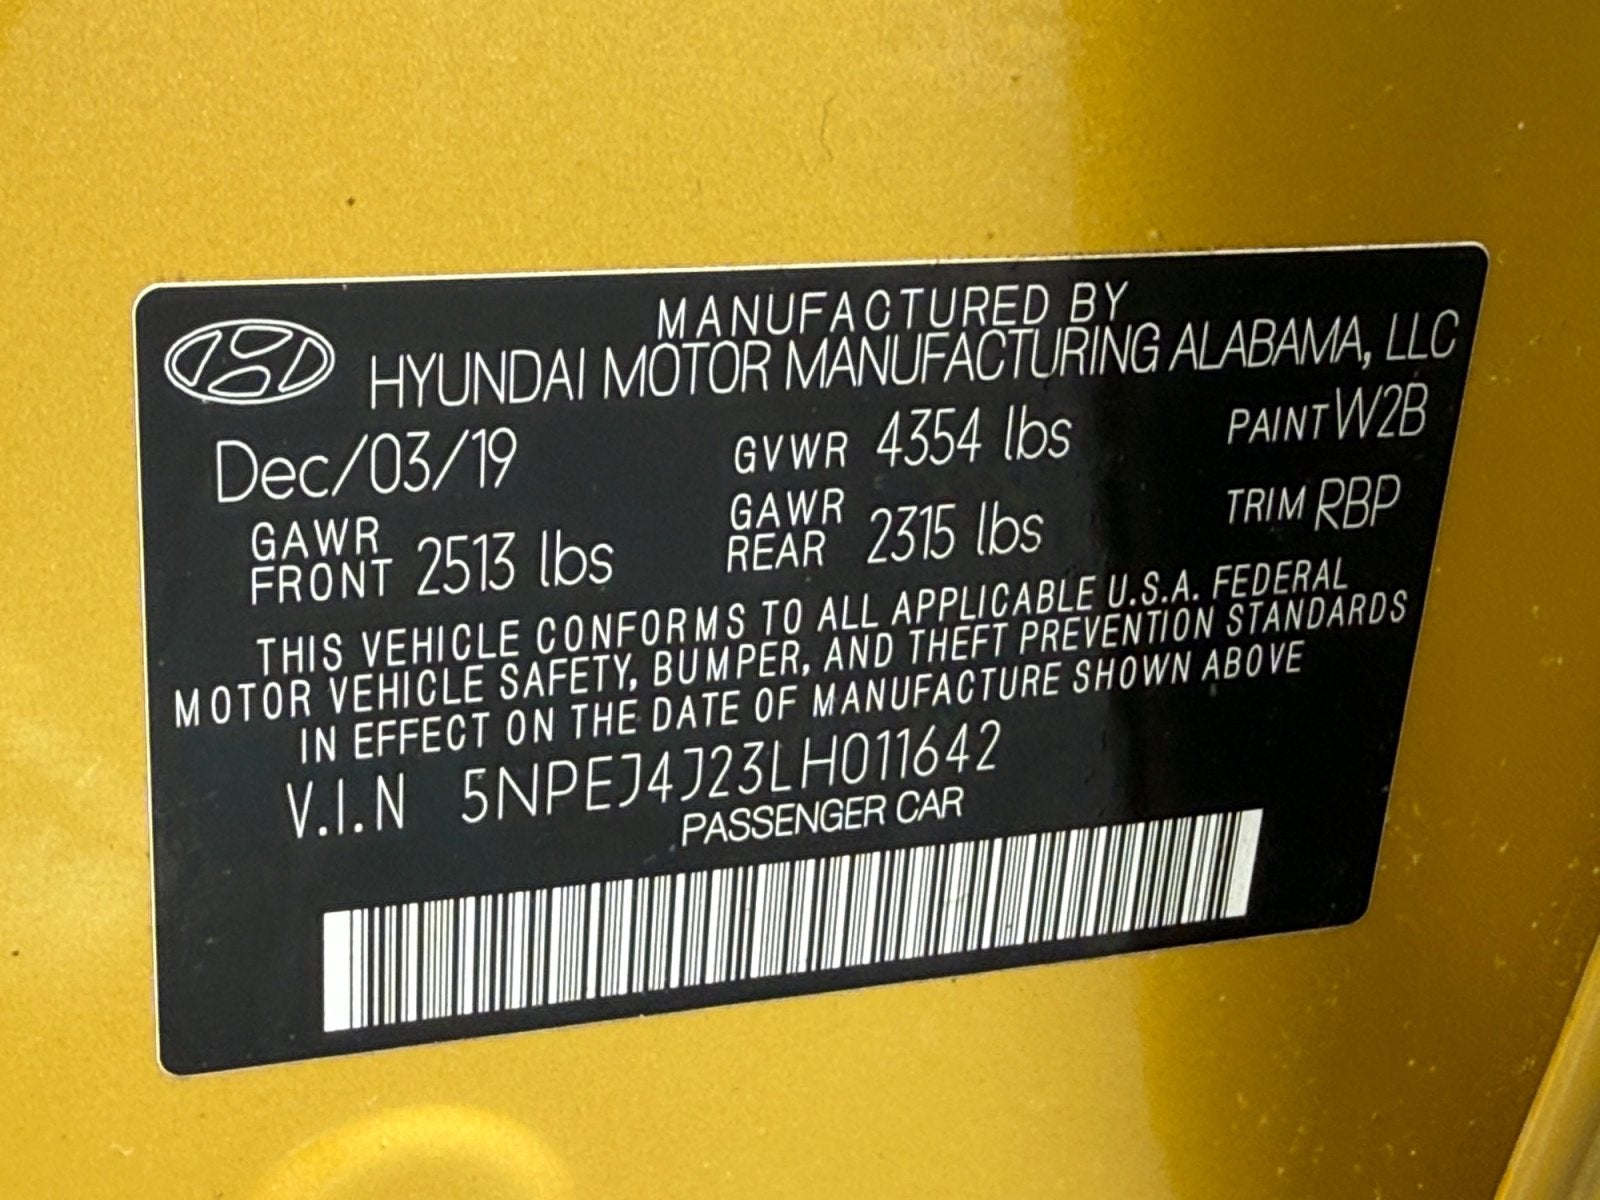 MANUFACTURED BY
HYUNDAI MOTOR MANUFACTURING ALABAMA, LLC
Dec/03/19 GVWR 4354 lbs PAINT W2B
GAWR FRONT 2513 lbs GAWR REAR 2315 lbs TRIM RBP
THIS VEHICLE CONFORMS TO ALL APPLICABLE U.S.A. FEDERAL
MOTOR VEHICLE SAFETY, BUMPER, AND THEFT PREVENTION STANDARDS
IN EFFECT ON THE DATE OF MANUFACTURE SHOWN ABOVE
V.I.N 5NPEJ4J23LH011642
PASSENGER CAR